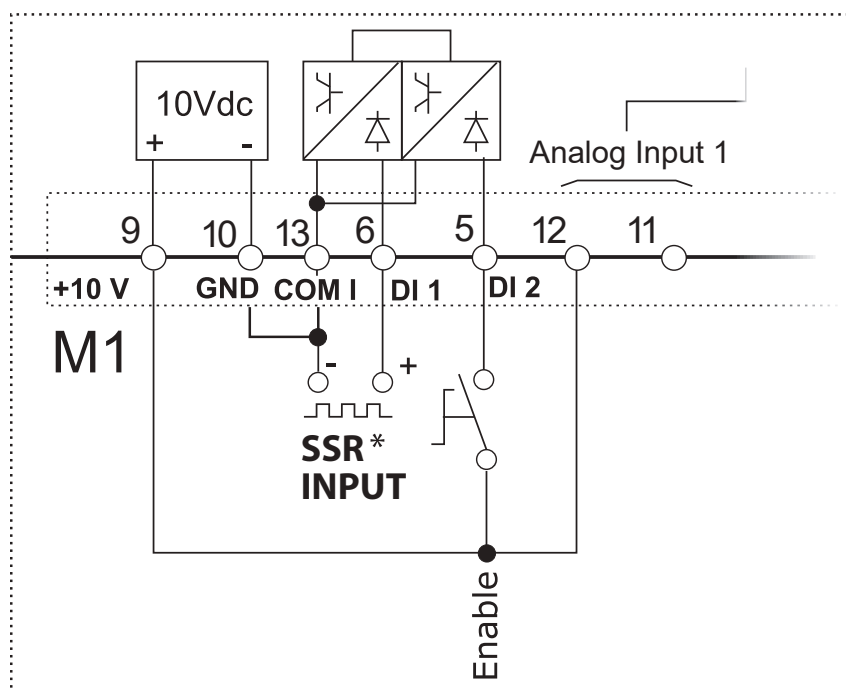 10Vdc
+ -
Analog Input 1
9 10 13 6 5 12 11
+10 V GND COM I DI 1 DI 2
M1
- +
SSR*
INPUT
Enable